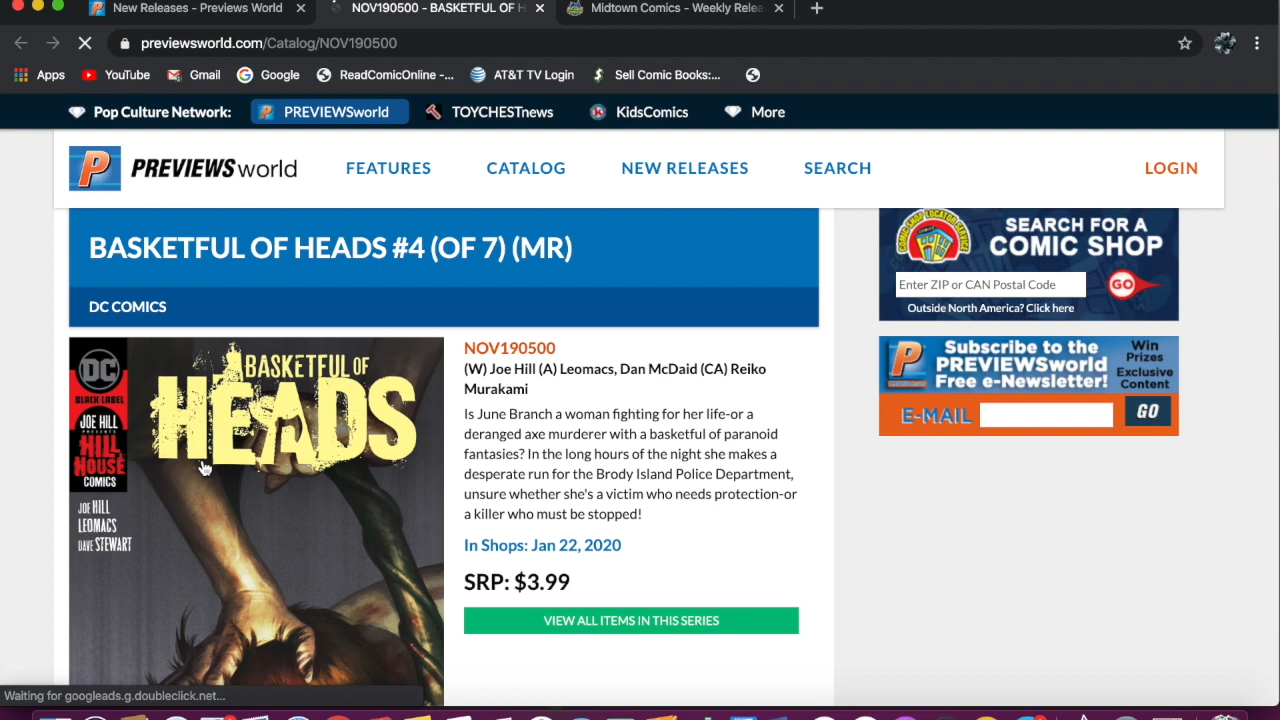 New Releases - Previews World
NOV190500 - BASKETFUL OF H
Midtown Comics - Weekly Relea
previewsworld.com/Catalog/NOV190500
Apps
YouTube
Gmail
Google
ReadComicOnline -...
AT&T TV Login
Sell Comic Books:...
Pop Culture Network:
PREVIEWSworld
TOYCHESTnews
KidsComics
More
PREVIEWSworld
FEATURES
CATALOG
NEW RELEASES
SEARCH
LOGIN
BASKETFUL OF HEADS #4 (OF 7) (MR)
DC COMICS
DC
BLACK LABEL
JOE HILL
PRESENTS
HILL
HOUSE
COMICS
JOE HILL
LEOMACS
DAVE STEWART
BASKETFUL OF
HEADS
NOV190500
(W) Joe Hill (A) Leomacs, Dan McDaid (CA) Reiko
Murakami
Is June Branch a woman fighting for her life-or a
deranged axe murderer with a basketful of paranoid
fantasies? In the long hours of the night she makes a
desperate run for the Brody Island Police Department,
unsure whether she's a victim who needs protection-or
a killer who must be stopped!
In Shops: Jan 22, 2020
SRP: $3.99
VIEW ALL ITEMS IN THIS SERIES
COMIC SHOP LOCATOR
SERVICE
SEARCH FOR A
COMIC SHOP
Enter ZIP or CAN Postal Code
GO
Outside North America? Click here
Subscribe to the
PREVIEWSworld
Free e-Newsletter!
Win
Prizes
Exclusive
Content
E-MAIL
GO
Waiting for googleads.g.doubleclick.net...